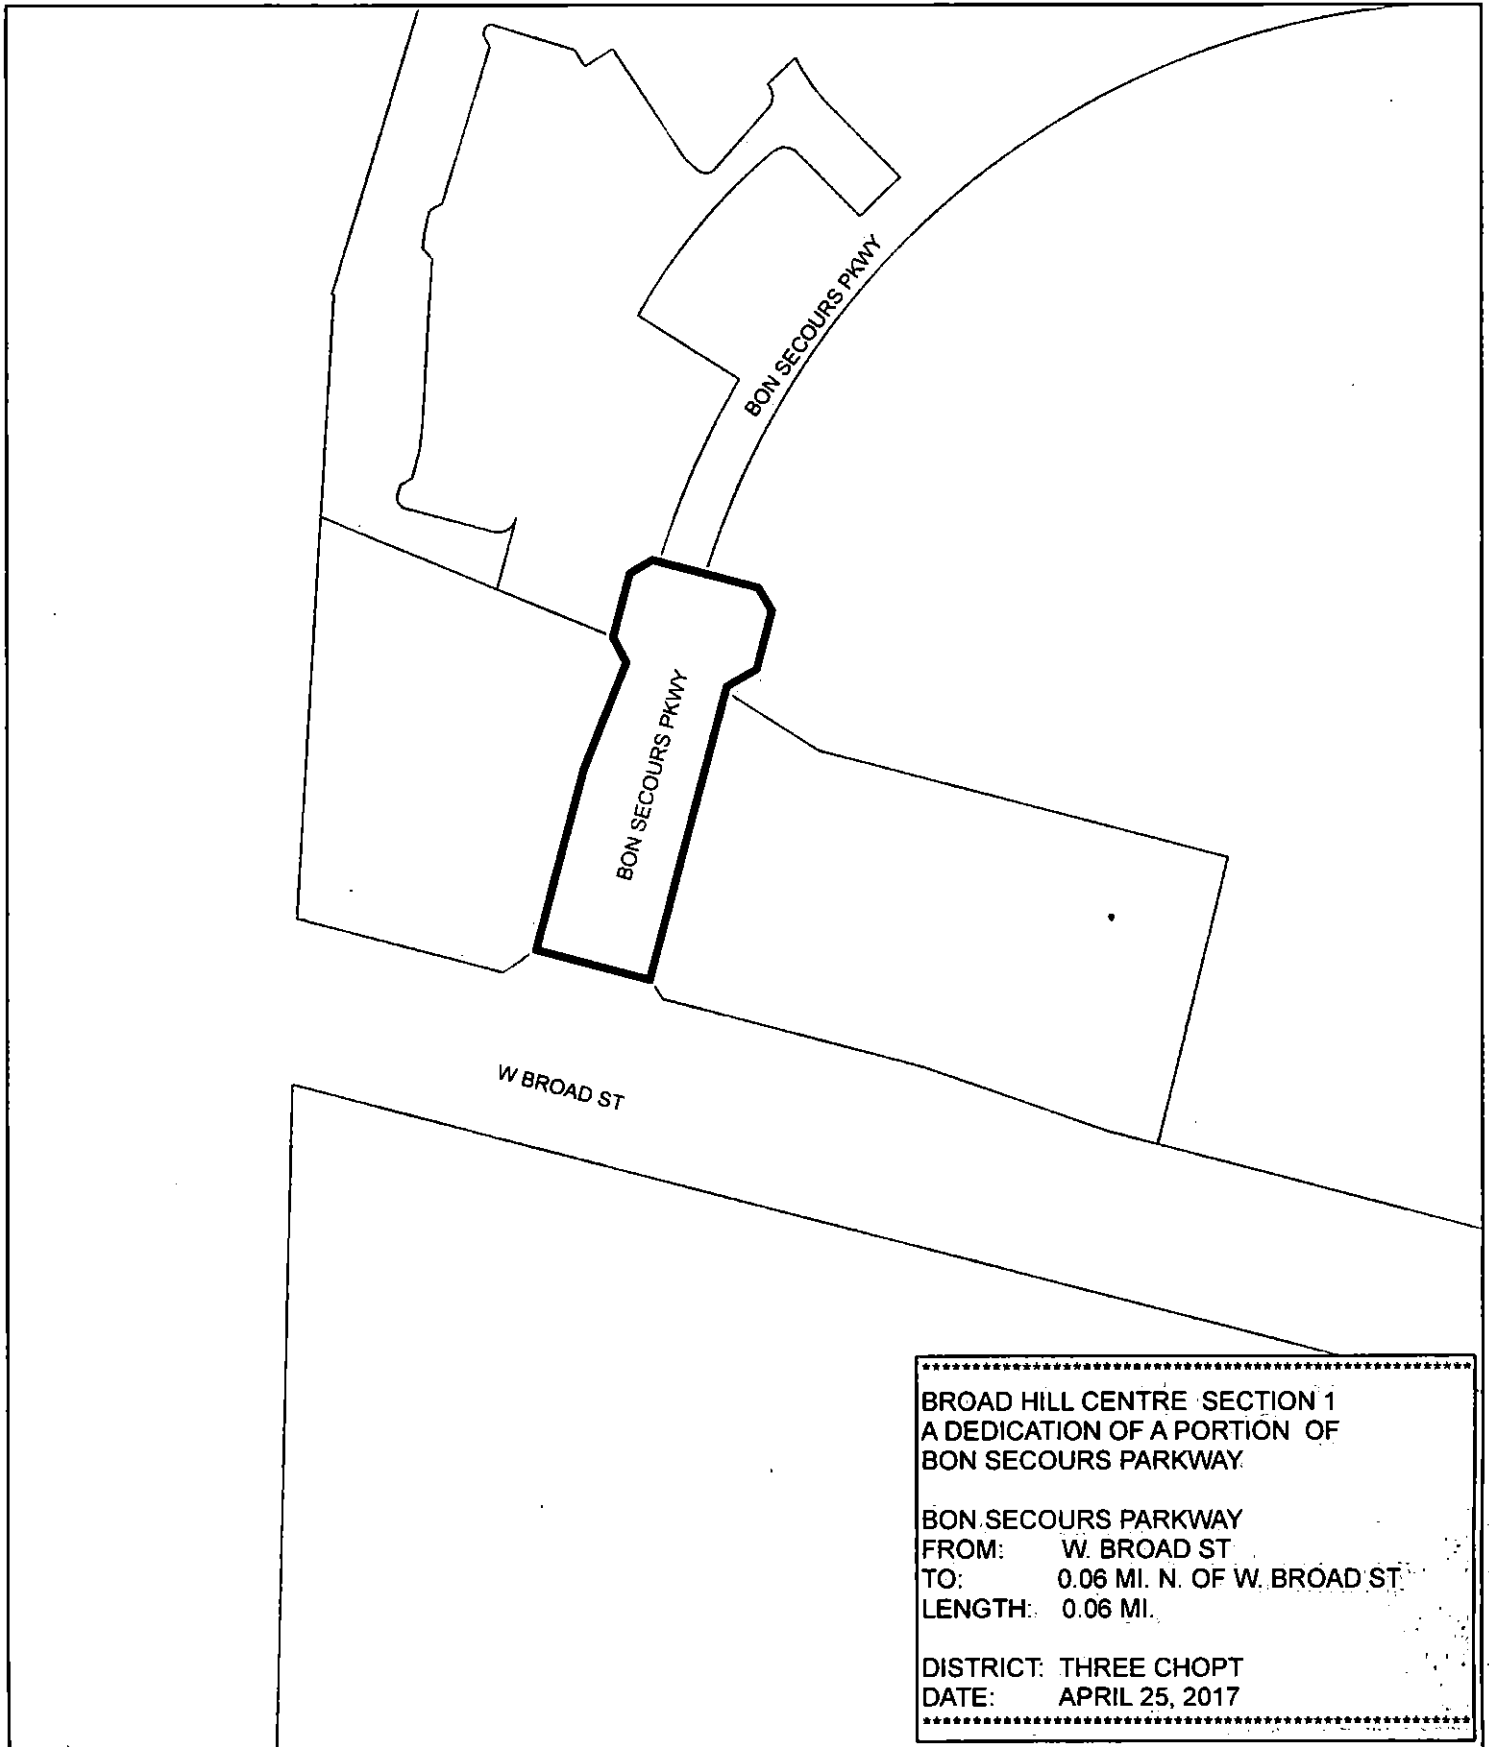 BON SECOURS PKWY
BON SECOURS PKWY
W BROAD ST
****************************************************************
BROAD HILL CENTRE SECTION 1
A DEDICATION OF A PORTION OF
BON SECOURS PARKWAY
BON SECOURS PARKWAY
FROM: W. BROAD ST
TO: 0.06 MI. N. OF W. BROAD ST
LENGTH: 0.06 MI.
DISTRICT: THREE CHOPT
DATE: APRIL 25, 2017
****************************************************************